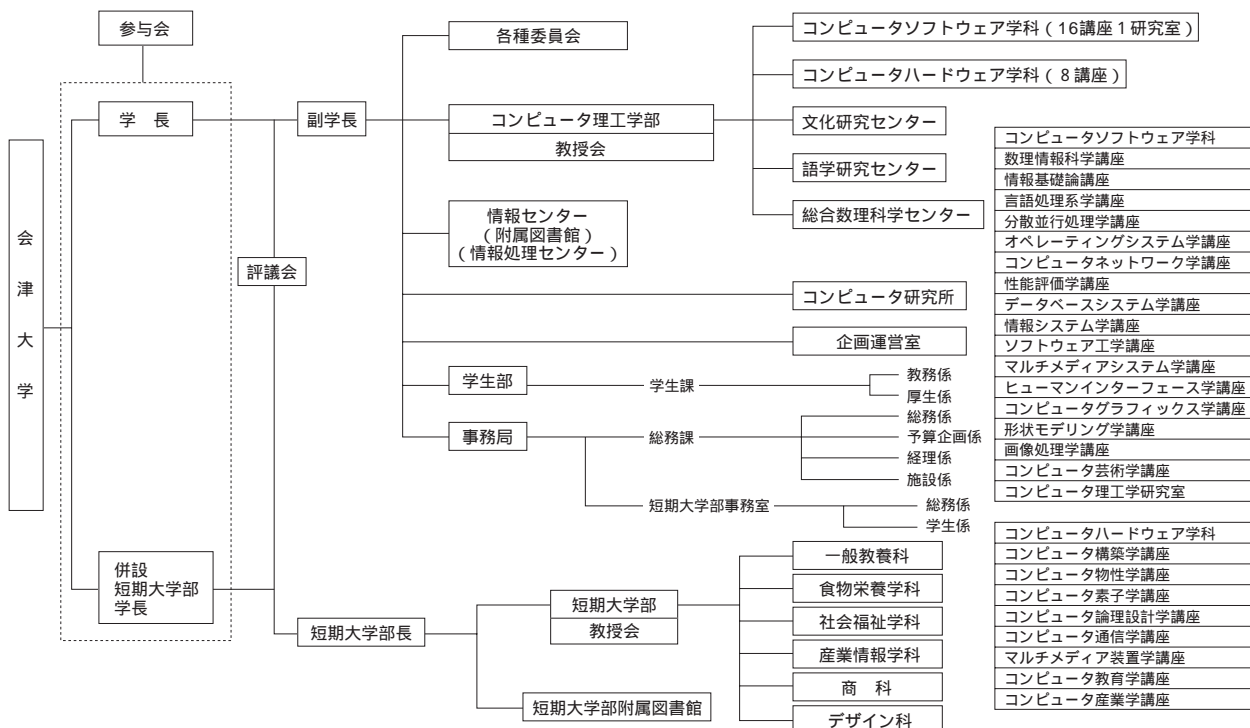 参与会
会津大学
学　長
併設
短期大学部
学長
評議会
副学長
短期大学部長
各種委員会
コンピュータ理工学部
教授会
情報センター
（附属図書館）
（情報処理センター）
学生部
事務局
コンピュータソフトウェア学科（16講座１研究室）
コンピュータハードウェア学科（８講座）
文化研究センター
語学研究センター
総合数理科学センター
コンピュータ研究所
企画運営室
学生課
教務係
厚生係
総務課
総務係
予算企画係
経理係
施設係
短期大学部事務室
総務係
学生係
短期大学部
教授会
短期大学部附属図書館
一般教養科
食物栄養学科
社会福祉学科
産業情報学科
商　科
デザイン科
コンピュータソフトウェア学科
数理情報科学講座
情報基礎論講座
言語処理系学講座
分散並行処理学講座
オペレーティングシステム学講座
コンピュータネットワーク学講座
性能評価学講座
データベースシステム学講座
情報システム学講座
ソフトウェア工学講座
マルチメディアシステム学講座
ヒューマンインターフェース学講座
コンピュータグラフィックス学講座
形状モデリング学講座
画像処理学講座
コンピュータ芸術学講座
コンピュータ理工学研究室
コンピュータハードウェア学科
コンピュータ構築学講座
コンピュータ物性学講座
コンピュータ素子学講座
コンピュータ論理設計学講座
コンピュータ通信学講座
マルチメディア装置学講座
コンピュータ教育学講座
コンピュータ産業学講座